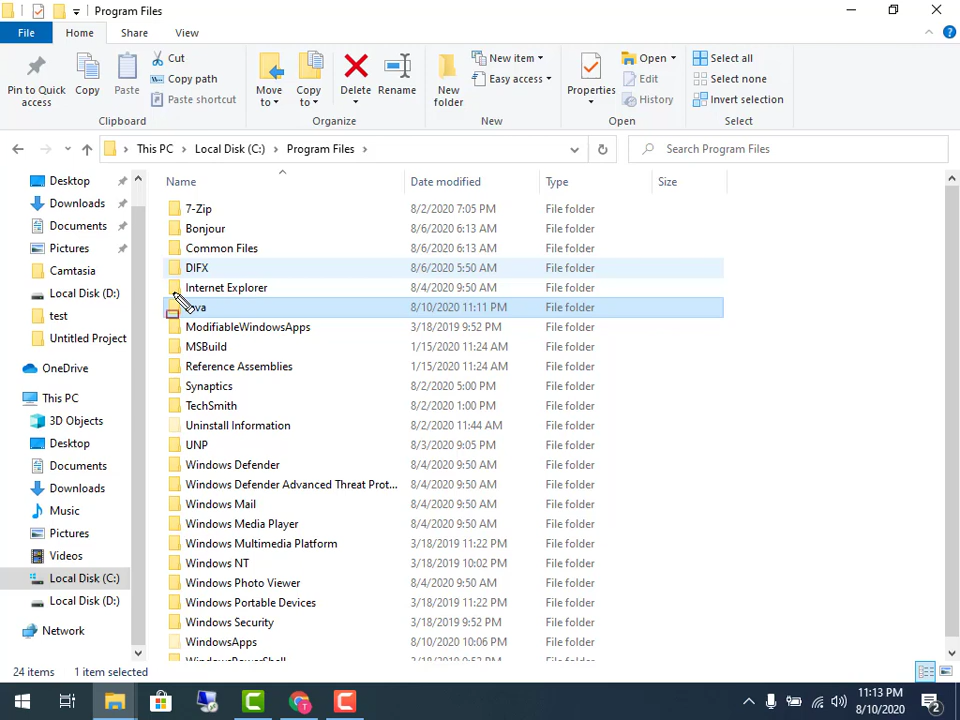 Program Files
File Home Share View
Pin to Quick access
Copy
Paste
Cut
Copy path
Paste shortcut
Clipboard
Move to
Copy to
Delete
Rename
Organize
New folder
New item
Easy access
New
Properties
Open
Edit
History
Open
Select all
Select none
Invert selection
Select
This PC Local Disk (C:) Program Files
Search Program Files
Desktop
Downloads
Documents
Pictures
Camtasia
Local Disk (D:)
test
Untitled Project
OneDrive
This PC
3D Objects
Desktop
Documents
Downloads
Music
Pictures
Videos
Local Disk (C:)
Local Disk (D:)
Network
Name Date modified Type Size
7-Zip 8/2/2020 7:05 PM File folder
Bonjour 8/6/2020 6:13 AM File folder
Common Files 8/6/2020 6:13 AM File folder
DIFX 8/6/2020 5:50 AM File folder
Internet Explorer 8/4/2020 9:50 AM File folder
ava 8/10/2020 11:11 PM File folder
ModifiableWindowsApps 3/18/2019 9:52 PM File folder
MSBuild 1/15/2020 11:24 AM File folder
Reference Assemblies 1/15/2020 11:24 AM File folder
Synaptics 8/2/2020 5:00 PM File folder
TechSmith 8/2/2020 1:00 PM File folder
Uninstall Information 8/2/2020 11:44 AM File folder
UNP 8/3/2020 9:05 PM File folder
Windows Defender 8/4/2020 9:50 AM File folder
Windows Defender Advanced Threat Prot... 8/4/2020 9:50 AM File folder
Windows Mail 8/4/2020 9:50 AM File folder
Windows Media Player 8/4/2020 9:50 AM File folder
Windows Multimedia Platform 3/18/2019 11:22 PM File folder
Windows NT 3/18/2019 10:02 PM File folder
Windows Photo Viewer 8/4/2020 9:50 AM File folder
Windows Portable Devices 3/18/2019 11:22 PM File folder
Windows Security 3/18/2019 9:52 PM File folder
WindowsApps 8/10/2020 10:06 PM File folder
WindowsPowerShell 3/18/2019 9:52 PM File folder
24 items 1 item selected
11:13 PM
8/10/2020
2